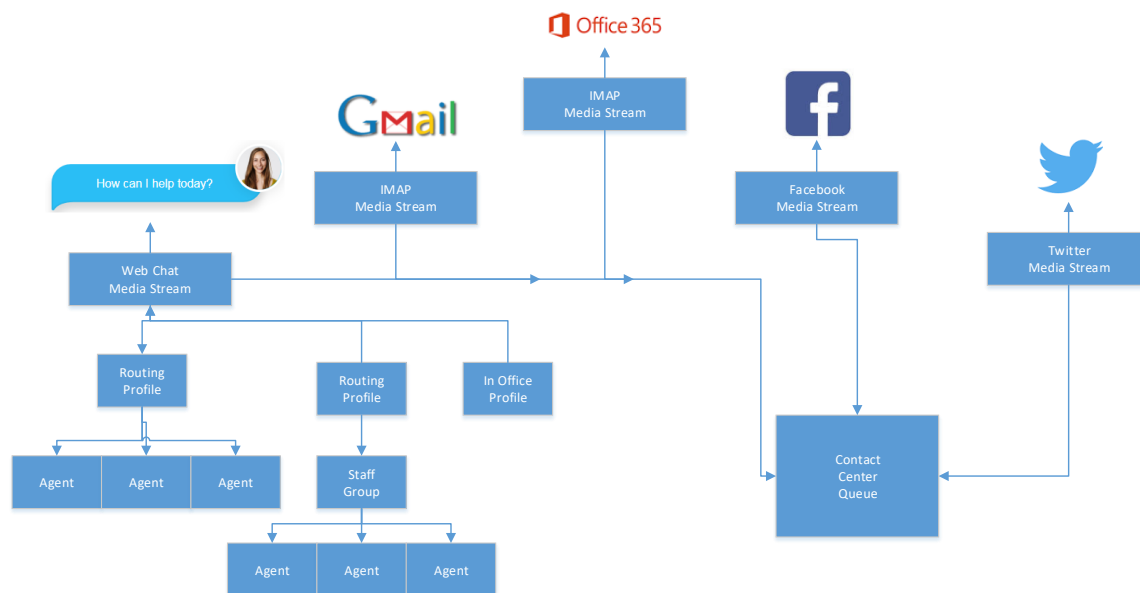 Office 365
IMAP
Media Stream
Gmail
How can I help today?
IMAP
Media Stream
Facebook
Media Stream
Web Chat
Media Stream
Twitter
Media Stream
Routing
Profile
Routing
Profile
In Office
Profile
Agent
Agent
Agent
Staff
Group
Contact
Center
Queue
Agent
Agent
Agent